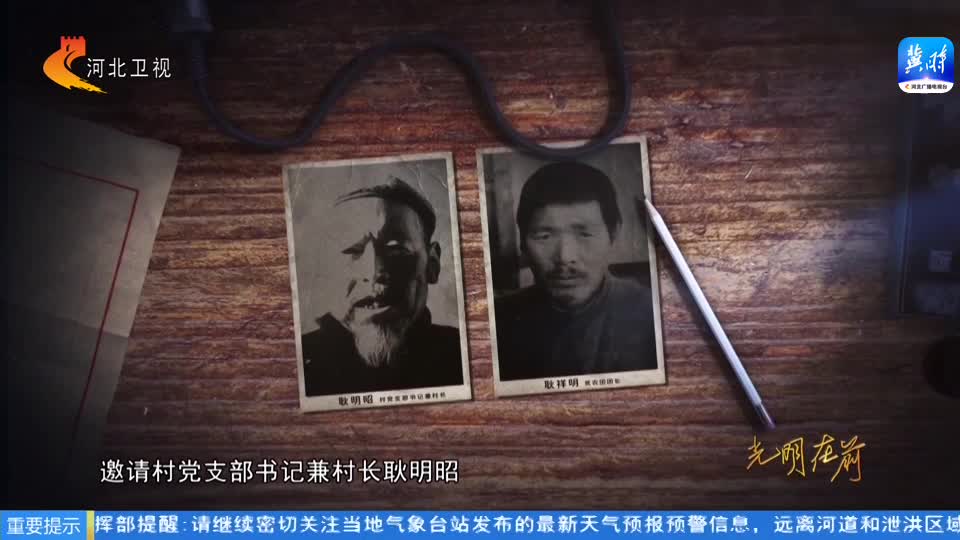 河北卫视
冀时
河北广播电视台
耿明昭 村党支部书记兼村长
耿祥明 贫农团团长
光明在前
邀请村党支部书记兼村长耿明昭
重要提示
挥部提醒:请继续密切关注当地气象台站发布的最新天气预报预警信息，远离河道和泄洪区域